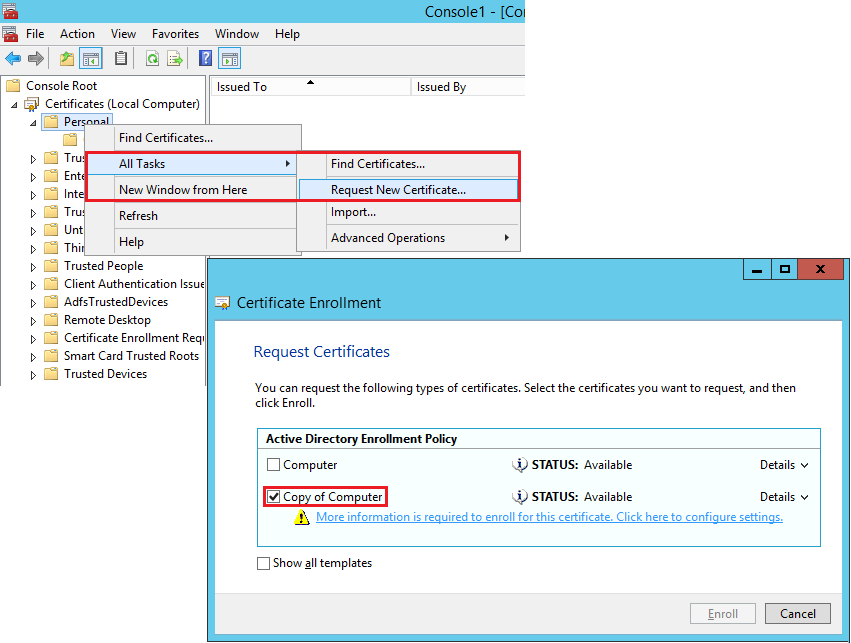 Console1 - [Co
File Action View Favorites Window Help
Console Root
Certificates (Local Computer)
Personal
Trus
Ente
Inte
Trus
Unt
Thir
Trusted People
Client Authentication Issue
AdfsTrustedDevices
Remote Desktop
Certificate Enrollment Requ
Smart Card Trusted Roots
Trusted Devices
Issued To Issued By
Find Certificates...
All Tasks
New Window from Here
Refresh
Help
Find Certificates...
Request New Certificate...
Import...
Advanced Operations
Certificate Enrollment
Request Certificates
You can request the following types of certificates. Select the certificates you want to request, and then
click Enroll.
Active Directory Enrollment Policy
Computer STATUS: Available Details
Copy of Computer STATUS: Available Details
More information is required to enroll for this certificate. Click here to configure settings.
Show all templates
Enroll Cancel